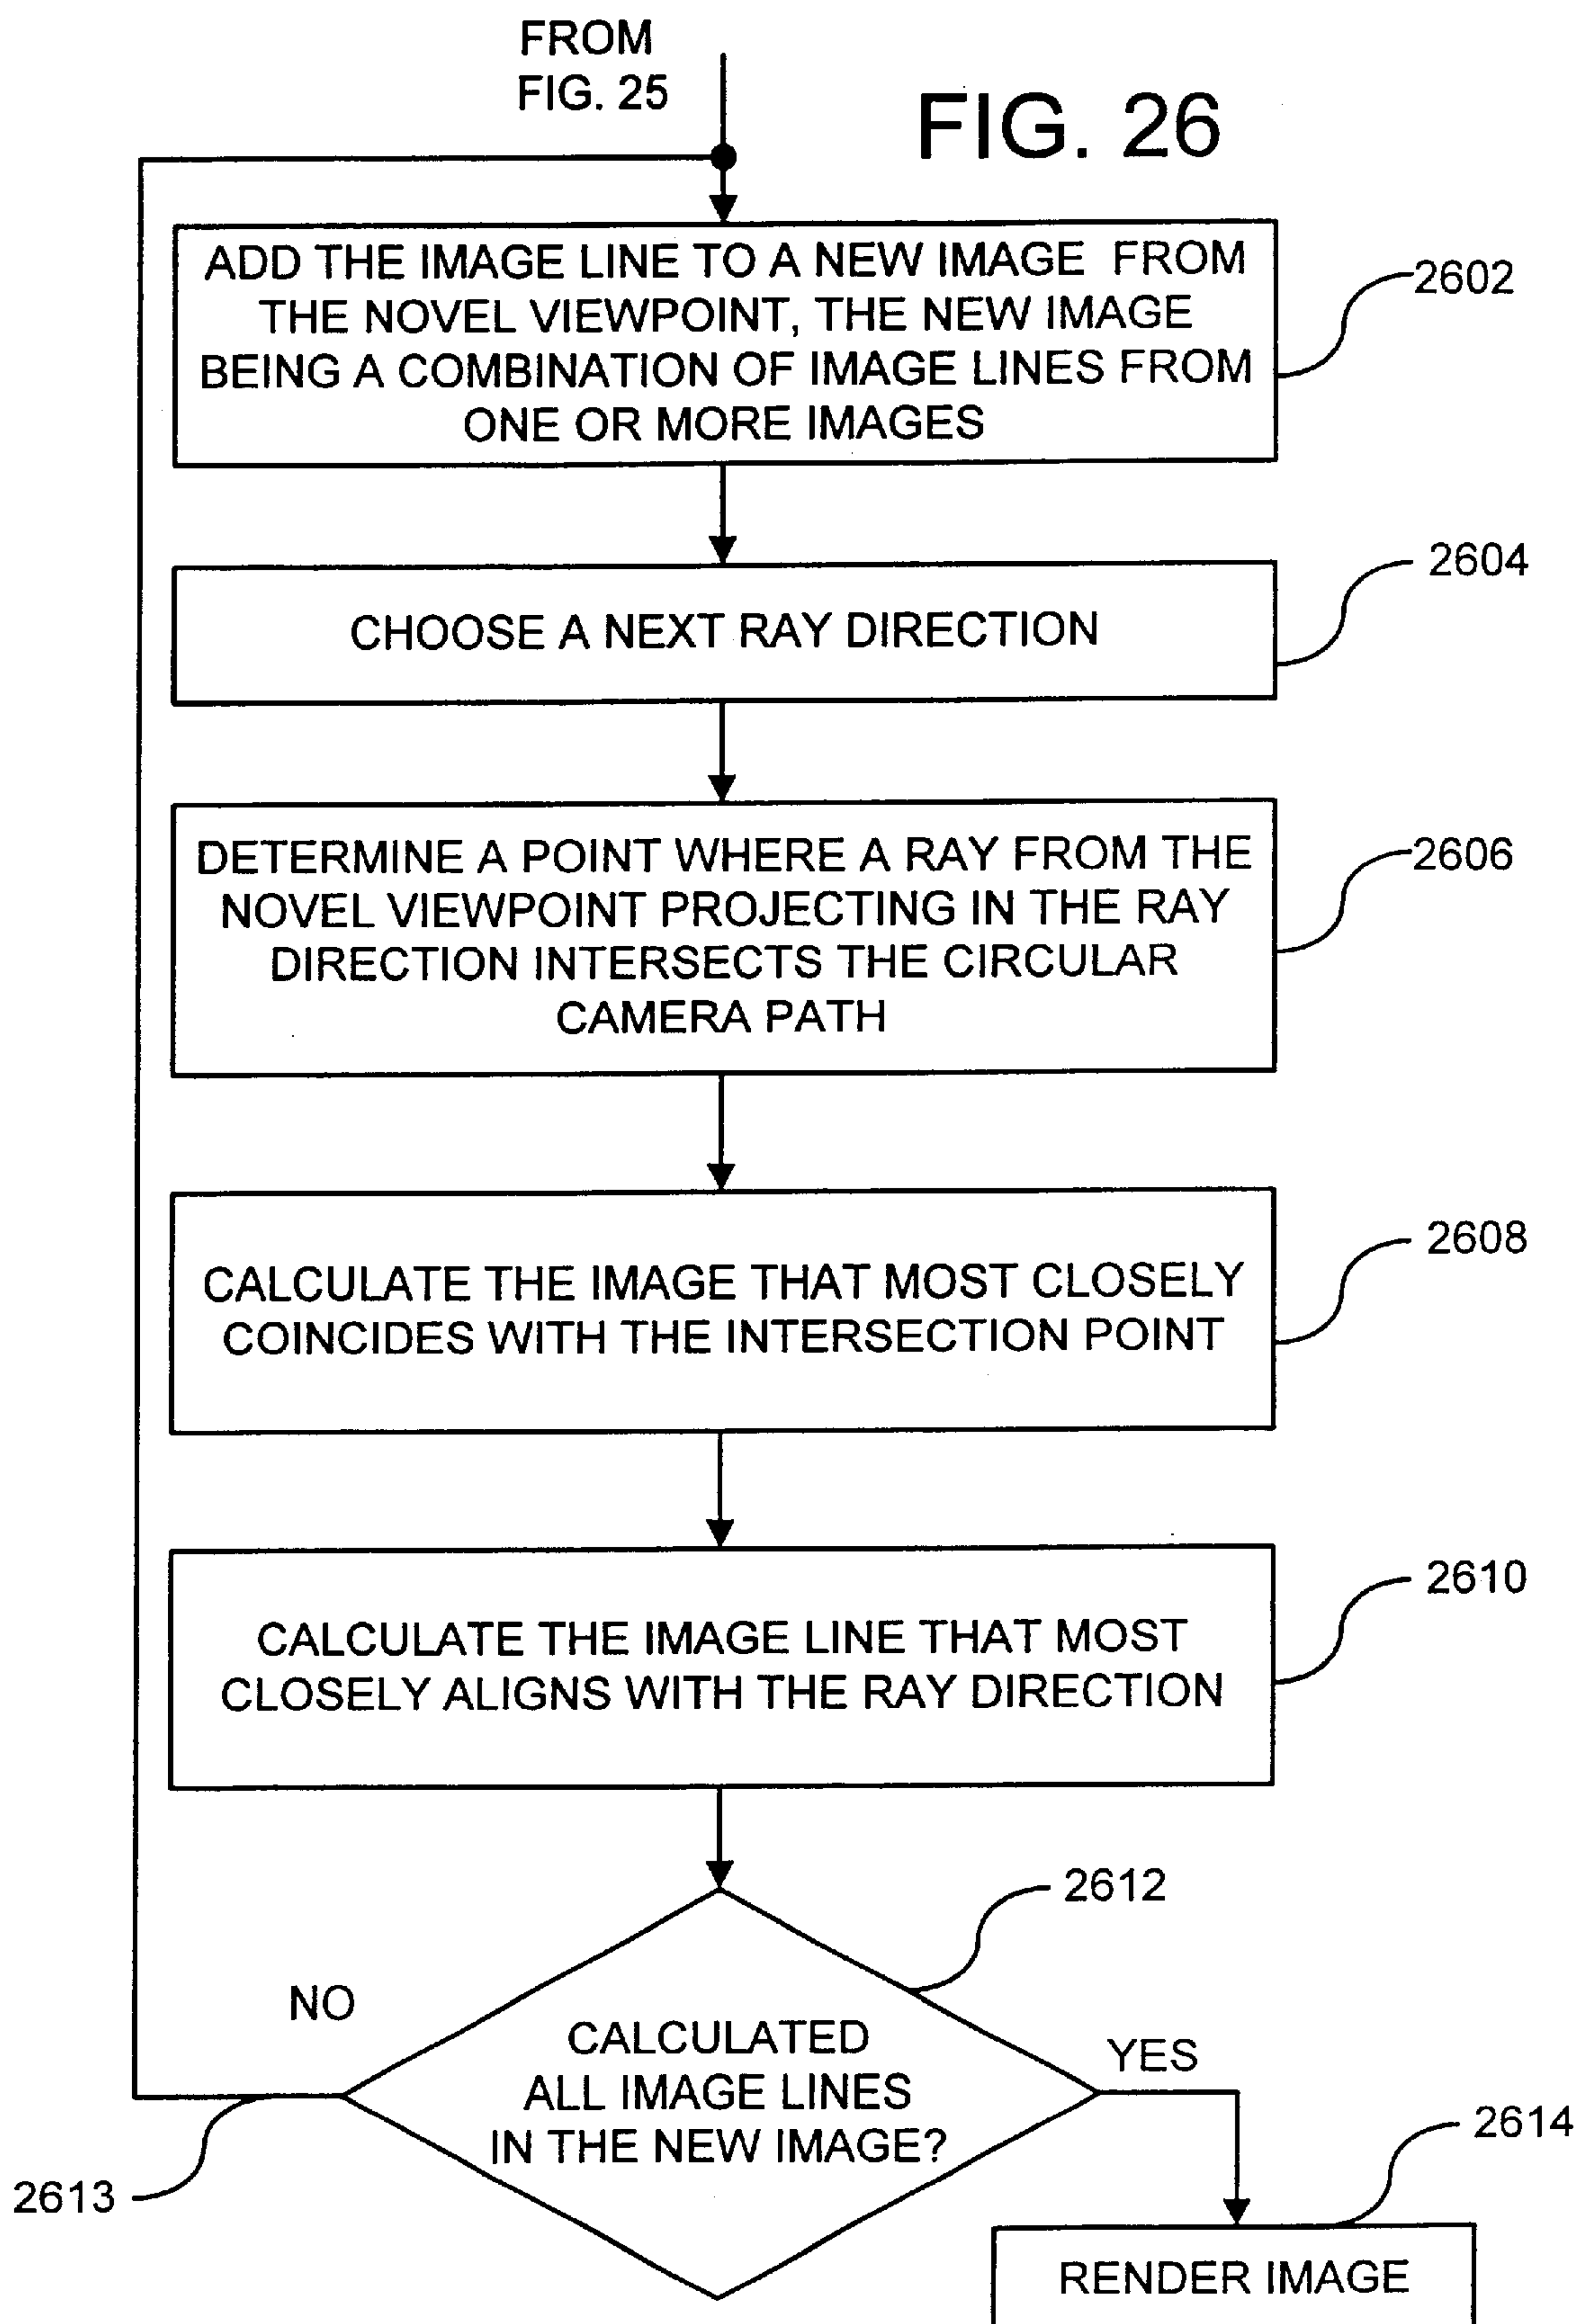 FROM
FIG. 25
FIG. 26
ADD THE IMAGE LINE TO A NEW IMAGE FROM
THE NOVEL VIEWPOINT, THE NEW IMAGE
BEING A COMBINATION OF IMAGE LINES FROM
ONE OR MORE IMAGES
2602
2604
CHOOSE A NEXT RAY DIRECTION
DETERMINE A POINT WHERE A RAY FROM THE
NOVEL VIEWPOINT PROJECTING IN THE RAY
DIRECTION INTERSECTS THE CIRCULAR
CAMERA PATH
2606
2608
CALCULATE THE IMAGE THAT MOST CLOSELY
COINCIDES WITH THE INTERSECTION POINT
2610
CALCULATE THE IMAGE LINE THAT MOST
CLOSELY ALIGNS WITH THE RAY DIRECTION
2612
NO
CALCULATED
ALL IMAGE LINES
IN THE NEW IMAGE?
YES
2613
2614
RENDER IMAGE